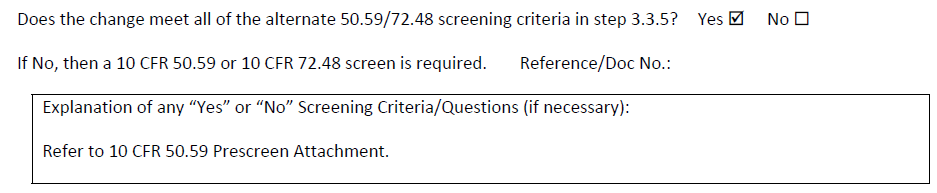 Does the change meet all of the alternate 50.59/72.48 screening criteria in step 3.3.5? Yes ☑ No ☐
If No, then a 10 CFR 50.59 or 10 CFR 72.48 screen is required. Reference/Doc No.:
Explanation of any “Yes” or “No” Screening Criteria/Questions (if necessary):
Refer to 10 CFR 50.59 Prescreen Attachment.